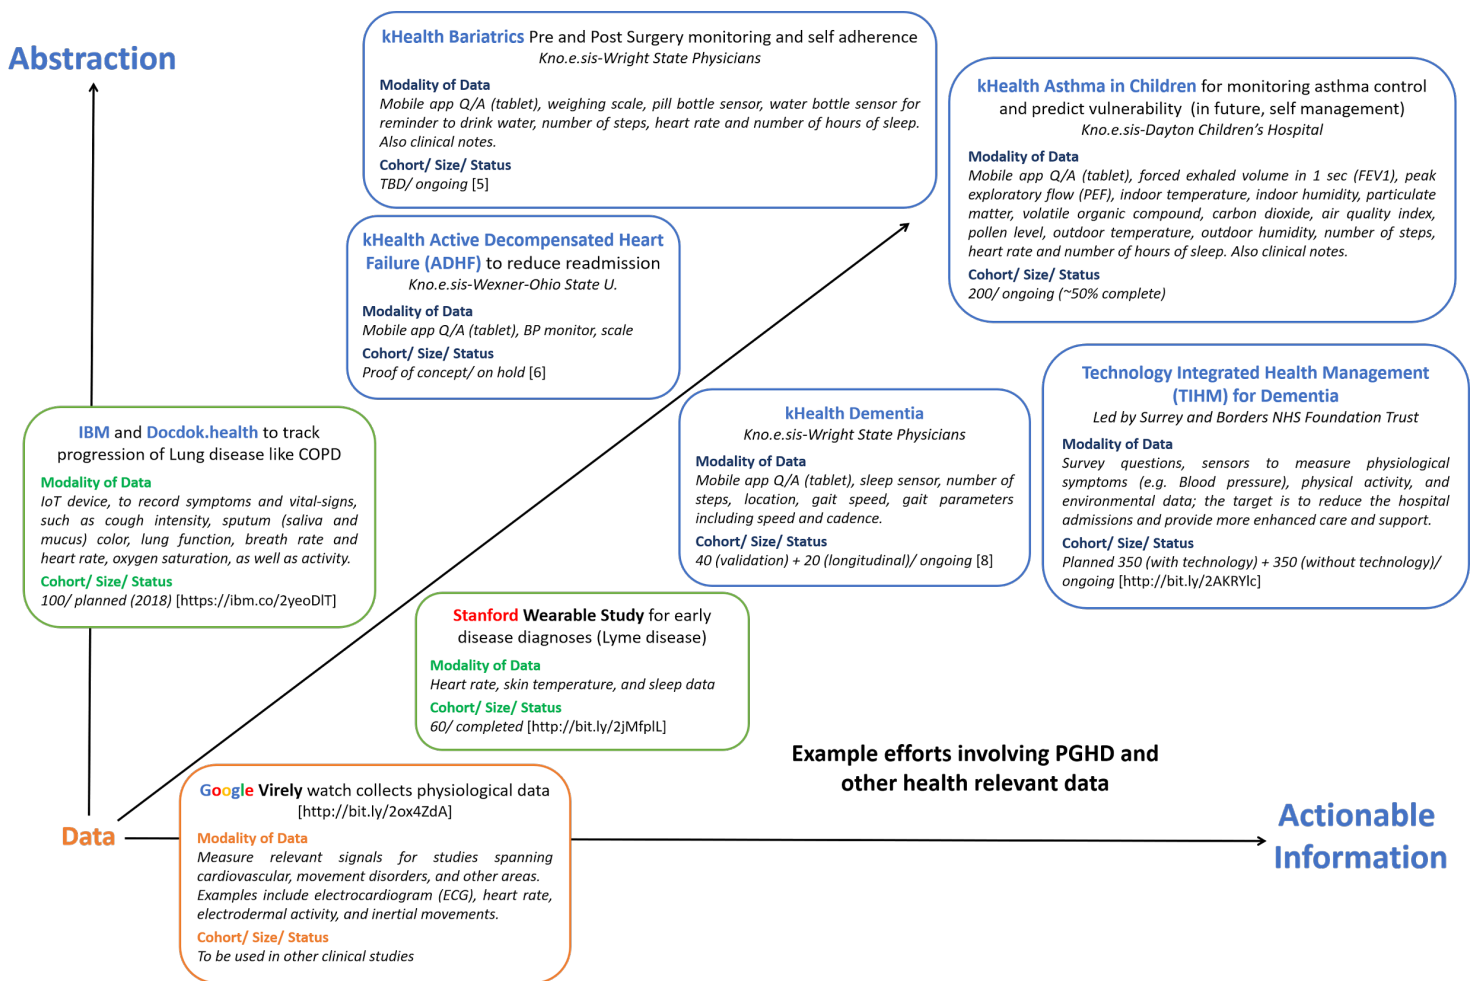 Abstraction
kHealth Bariatrics Pre and Post Surgery monitoring and self adherence
Kno.e.sis-Wright State Physicians
Modality of Data
Mobile app Q/A (tablet), weighing scale, pill bottle sensor, water bottle sensor for
reminder to drink water, number of steps, heart rate and number of hours of sleep.
Also clinical notes.
Cohort/ Size/ Status
TBD/ ongoing [5]
kHealth Asthma in Children for monitoring asthma control
and predict vulnerability (in future, self management)
Kno.e.sis-Dayton Children's Hospital
Modality of Data
Mobile app Q/A (tablet), forced exhaled volume in 1 sec (FEV1), peak
exploratory flow (PEF), indoor temperature, indoor humidity, particulate
matter, volatile organic compound, carbon dioxide, air quality index,
pollen level, outdoor temperature, outdoor humidity, number of steps,
heart rate and number of hours of sleep. Also clinical notes.
Cohort/ Size/ Status
200/ ongoing (~50% complete)
kHealth Active Decompensated Heart
Failure (ADHF) to reduce readmission
Kno.e.sis-Wexner-Ohio State U.
Modality of Data
Mobile app Q/A (tablet), BP monitor, scale
Cohort/ Size/ Status
Proof of concept/ on hold [6]
IBM and Docdok.health to track
progression of Lung disease like COPD
Modality of Data
IoT device, to record symptoms and vital-signs,
such as cough intensity, sputum (saliva and
mucus) color, lung function, breath rate and
heart rate, oxygen saturation, as well as activity.
Cohort/ Size/ Status
100/ planned (2018) [https://ibm.co/2yeoDlT]
kHealth Dementia
Kno.e.sis-Wright State Physicians
Modality of Data
Mobile app Q/A (tablet), sleep sensor, number of
steps, location, gait speed, gait parameters
including speed and cadence.
Cohort/ Size/ Status
40 (validation) + 20 (longitudinal)/ ongoing [8]
Technology Integrated Health Management
(TIHM) for Dementia
Led by Surrey and Borders NHS Foundation Trust
Modality of Data
Survey questions, sensors to measure physiological
symptoms (e.g. Blood pressure), physical activity, and
environmental data; the target is to reduce the hospital
admissions and provide more enhanced care and support.
Cohort/ Size/ Status
Planned 350 (with technology) + 350 (without technology)/
ongoing [http://bit.ly/2AKRYlc]
Stanford Wearable Study for early
disease diagnoses (Lyme disease)
Modality of Data
Heart rate, skin temperature, and sleep data
Cohort/ Size/ Status
60/ completed [http://bit.ly/2jMfplL]
Example efforts involving PGHD and
other health relevant data
Data
Google Virely watch collects physiological data
[http://bit.ly/2ox4ZdA]
Modality of Data
Measure relevant signals for studies spanning
cardiovascular, movement disorders, and other areas.
Examples include electrocardiogram (ECG), heart rate,
electrodermal activity, and inertial movements.
Cohort/ Size/ Status
To be used in other clinical studies
Actionable
Information